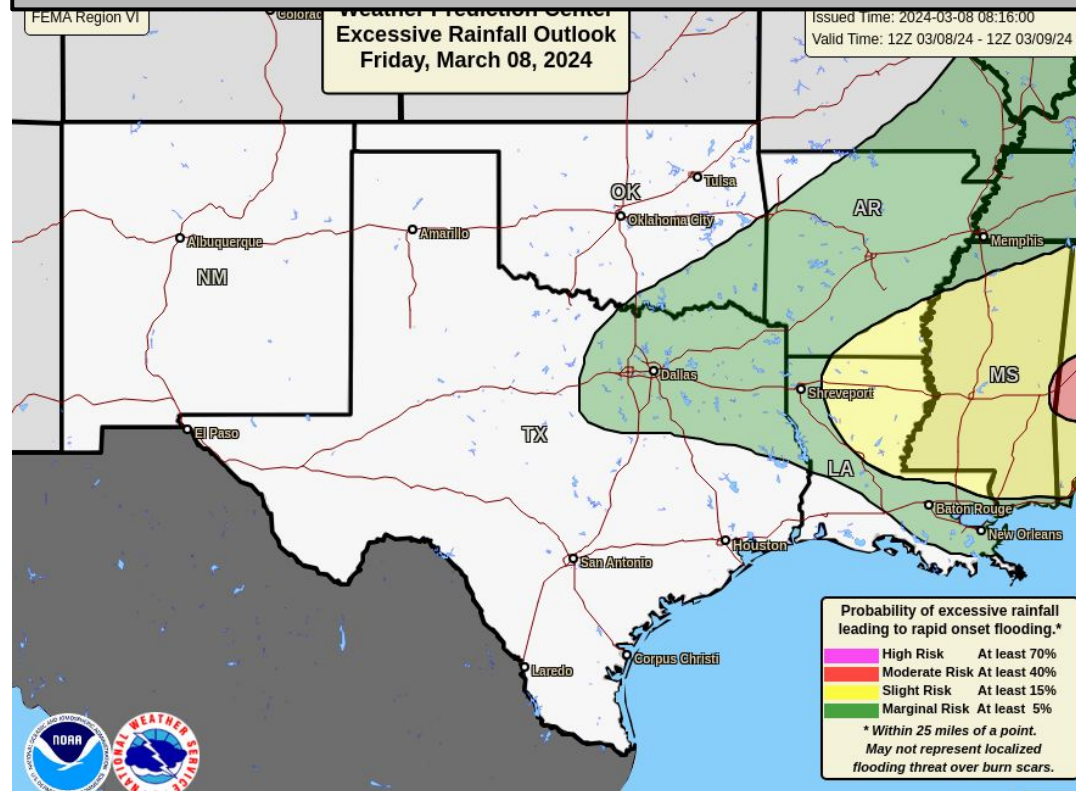 FEMA Region VI
Weather Prediction Center
Excessive Rainfall Outlook
Friday, March 08, 2024
Issued Time: 2024-03-08 08:16:00
Valid Time: 12Z 03/08/24 - 12Z 03/09/24
Colorad
Tulsa
OK
Oklahoma City
AR
Amarillo
Albuquerque
Memphis
NM
Dallas
MS
Shreveport
El Paso
TX
LA
Baton Rouge
New Orleans
Houston
San Antonio
Laredo
Corpus Christi
Probability of excessive rainfall
leading to rapid onset flooding.*
High Risk At least 70%
Moderate Risk At least 40%
Slight Risk At least 15%
Marginal Risk At least 5%
* Within 25 miles of a point.
May not represent localized
flooding threat over burn scars.
NOAA
NATIONAL WEATHER SERVICE